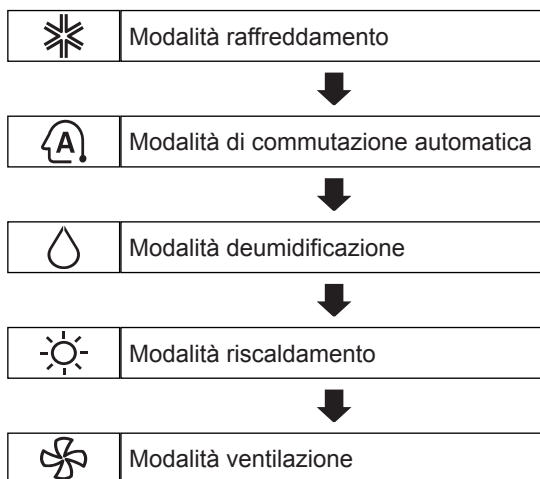 Modalità raffreddamento
A
Modalità di commutazione automatica
Modalità deumidificazione
Modalità riscaldamento
Modalità ventilazione